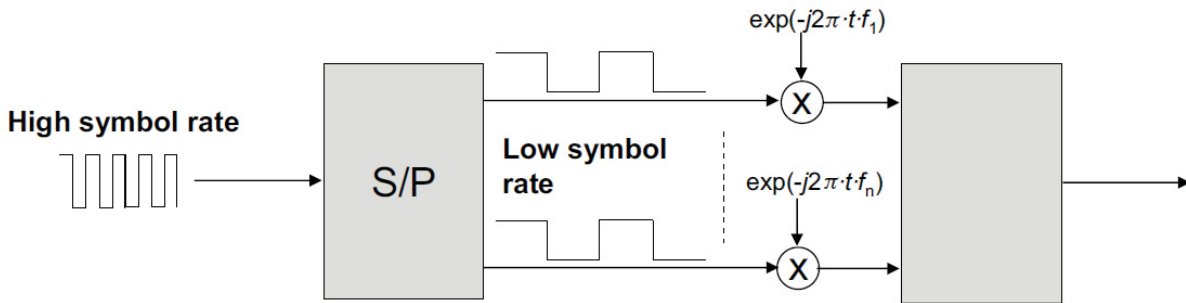 exp(-j2π·t·f₁)
High symbol rate
S/P
Low symbol
rate
X
exp(-j2π·t·fₙ)
X